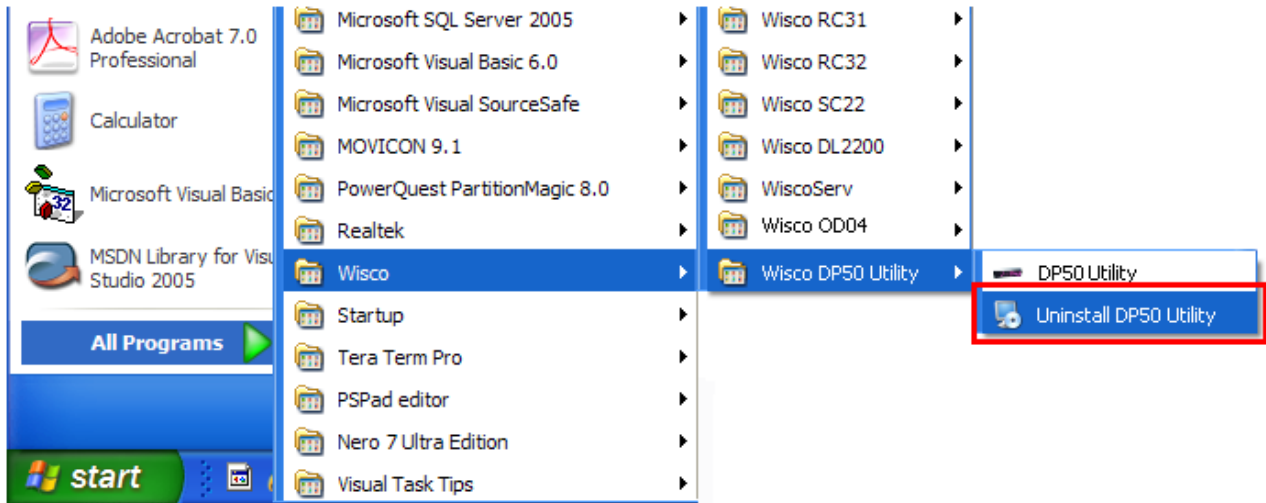 Adobe Acrobat 7.0
Professional
Calculator
Microsoft Visual Basic
32
MSDN Library for Visu
Studio 2005
All Programs
start
Microsoft SQL Server 2005
Microsoft Visual Basic 6.0
Microsoft Visual SourceSafe
MOVICON 9.1
PowerQuest PartitionMagic 8.0
Realtek
Wisco
Startup
Tera Term Pro
PSPad editor
Nero 7 Ultra Edition
Visual Task Tips
Wisco RC31
Wisco RC32
Wisco SC22
Wisco DL2200
WiscoServ
Wisco OD04
Wisco DP50 Utility
DP50 Utility
Uninstall DP50 Utility